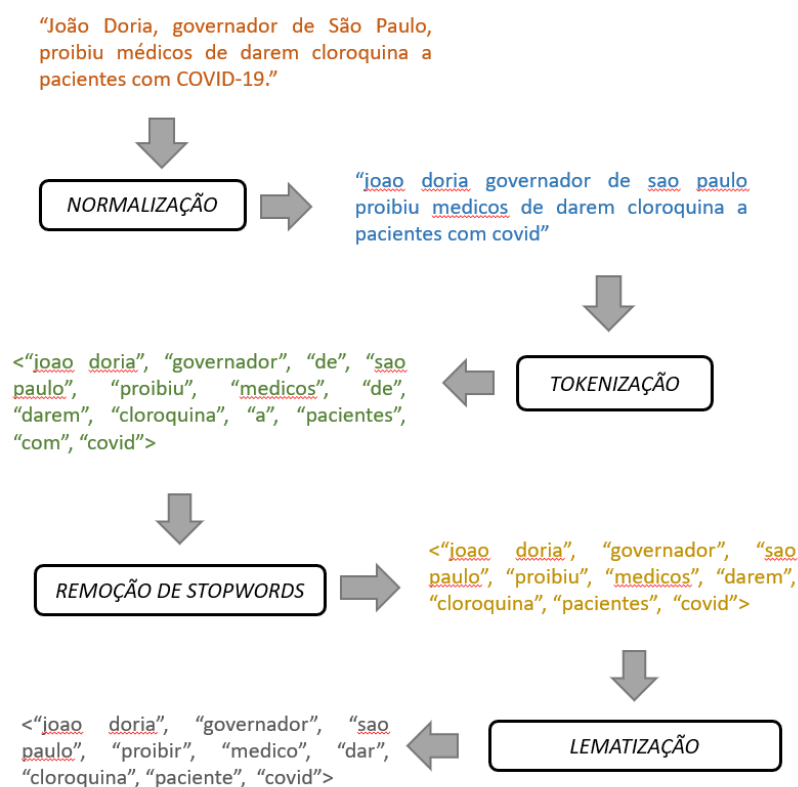 “João Doria, governador de São Paulo,
proibiu médicos de darem cloroquina a
pacientes com COVID-19.”
NORMALIZAÇÃO
“joao doria governador de sao paulo
proibiu medicos de darem cloroquina a
pacientes com covid”
TOKENIZAÇÃO
<“joao doria”, “governador”, “de”, “sao
paulo”, “proibiu”, “medicos”, “de”,
“darem”, “cloroquina”, “a”, “pacientes”,
“com”, “covid”>
REMOÇÃO DE STOPWORDS
<“joao doria”, “governador”, “sao
paulo”, “proibiu”, “medicos”, “darem”,
“cloroquina”, “pacientes”, “covid”>
LEMATIZAÇÃO
<“joao doria”, “governador”, “sao
paulo”, “proibir”, “medico”, “dar”,
“cloroquina”, “paciente”, “covid”>